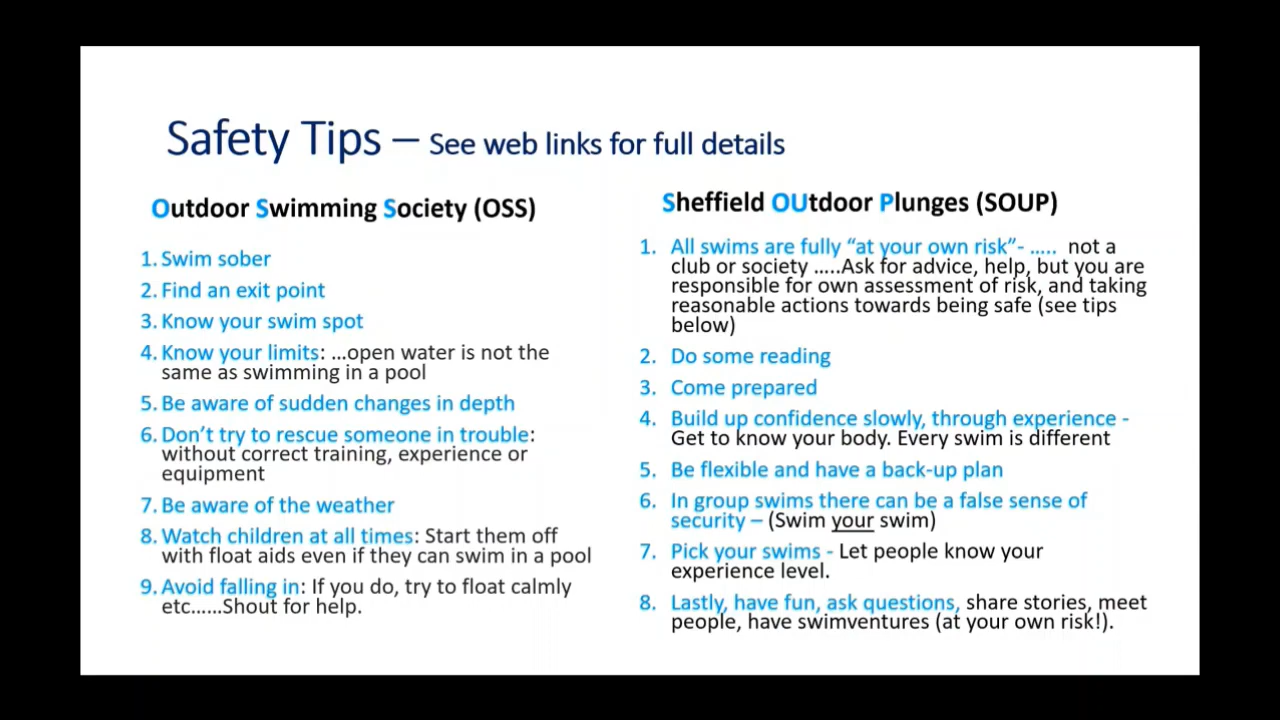 Safety Tips – See web links for full details
Outdoor Swimming Society (OSS)
1. Swim sober
2. Find an exit point
3. Know your swim spot
4. Know your limits: …open water is not the
same as swimming in a pool
5. Be aware of sudden changes in depth
6. Don’t try to rescue someone in trouble:
without correct training, experience or
equipment
7. Be aware of the weather
8. Watch children at all times: Start them off
with float aids even if they can swim in a pool
9. Avoid falling in: If you do, try to float calmly
etc……Shout for help.
Sheffield OUtdoor Plunges (SOUP)
1. All swims are fully “at your own risk”- ….. not a
club or society …..Ask for advice, help, but you are
responsible for own assessment of risk, and taking
reasonable actions towards being safe (see tips
below)
2. Do some reading
3. Come prepared
4. Build up confidence slowly, through experience -
Get to know your body. Every swim is different
5. Be flexible and have a back-up plan
6. In group swims there can be a false sense of
security – (Swim your swim)
7. Pick your swims - Let people know your
experience level.
8. Lastly, have fun, ask questions, share stories, meet
people, have swimventures (at your own risk!).